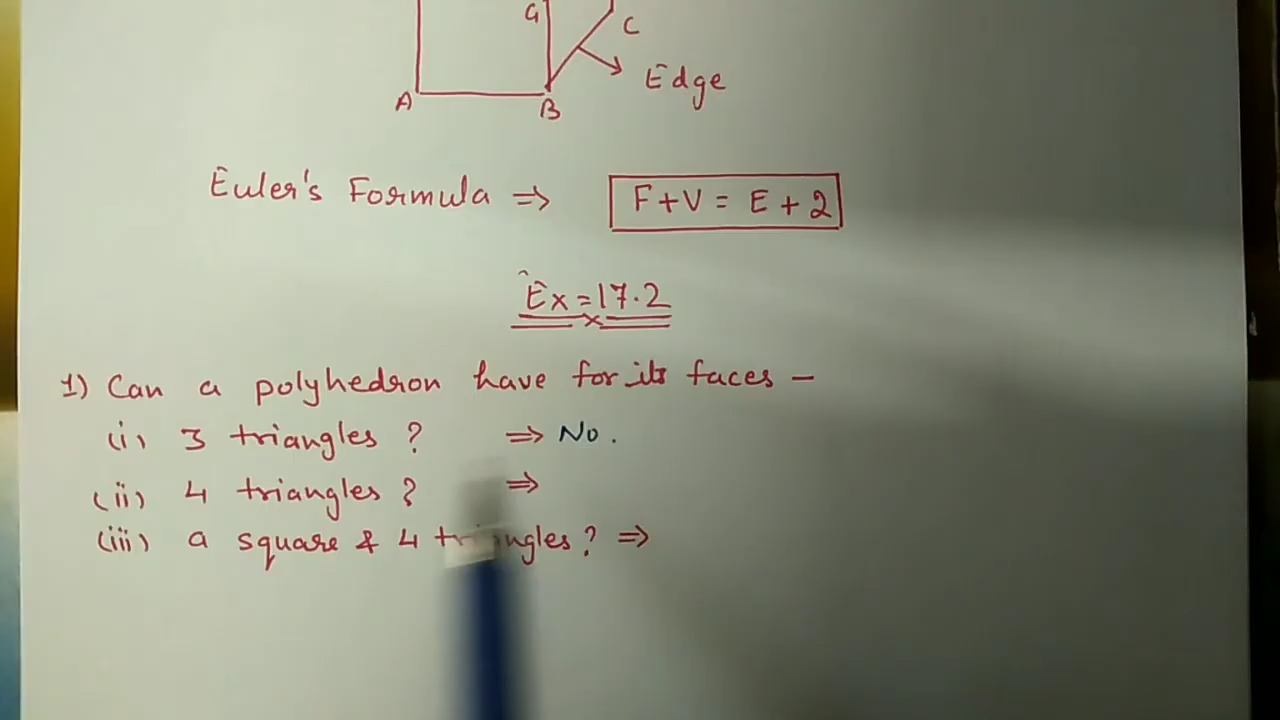 G
C
Edge
A
B
Euler's Formula ⇒ F+V = E+2
Ex=17.2
1) Can a polyhedron have for its faces –
(i) 3 triangles ? ⇒ No.
(ii) 4 triangles ? ⇒
(iii) a square & 4 triangles ? ⇒